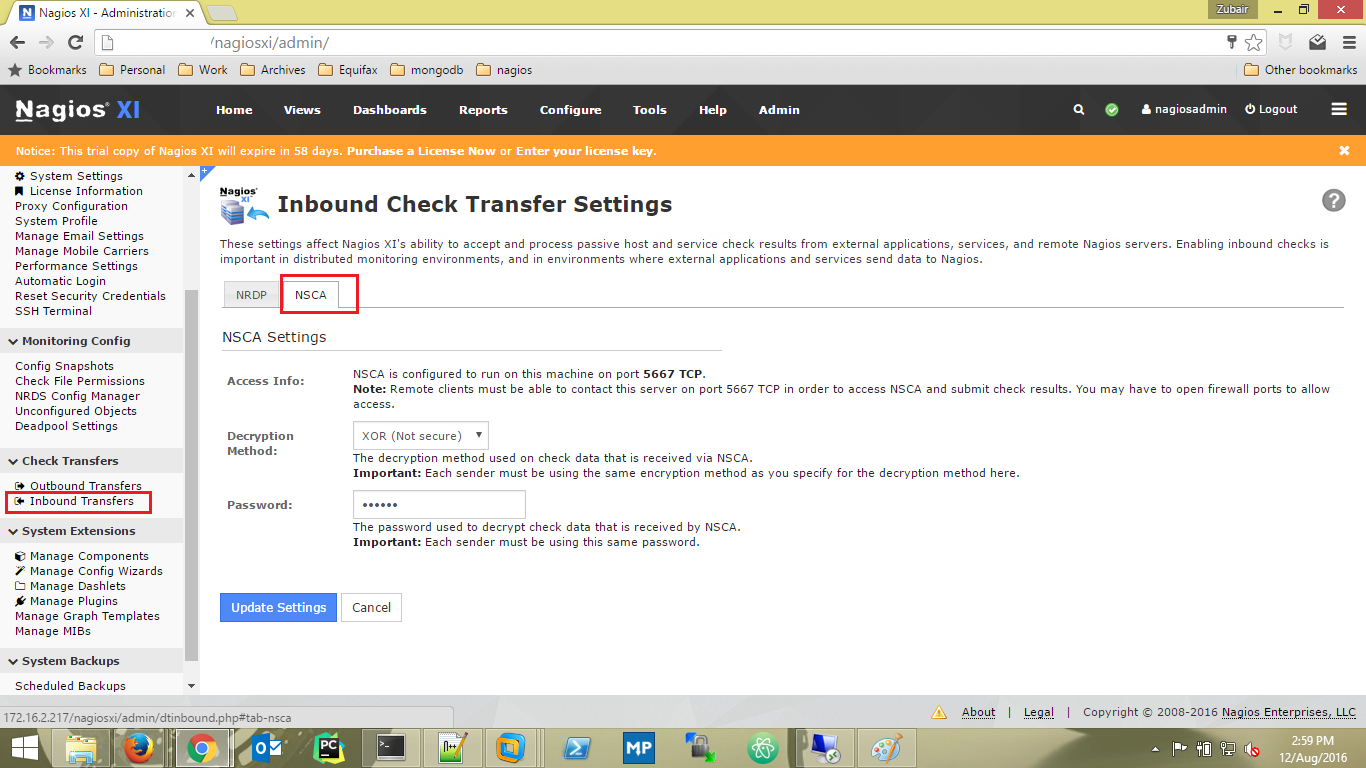 Nagios XI - Administration
Zubair
/nagiosxi/admin/
Bookmarks Personal Work Archives Equifax mongodb nagios Other bookmarks
Nagios® XI Home Views Dashboards Reports Configure Tools Help Admin nagiosadmin Logout
Notice: This trial copy of Nagios XI will expire in 58 days. Purchase a License Now or Enter your license key.
System Settings
License Information
Proxy Configuration
System Profile
Manage Email Settings
Manage Mobile Carriers
Performance Settings
Automatic Login
Reset Security Credentials
SSH Terminal
Monitoring Config
Config Snapshots
Check File Permissions
NRDS Config Manager
Unconfigured Objects
Deadpool Settings
Check Transfers
Outbound Transfers
Inbound Transfers
System Extensions
Manage Components
Manage Config Wizards
Manage Dashlets
Manage Plugins
Manage Graph Templates
Manage MIBs
System Backups
Scheduled Backups
Nagios® XI
Inbound Check Transfer Settings
?
These settings affect Nagios XI's ability to accept and process passive host and service check results from external applications, services, and remote Nagios servers. Enabling inbound checks is
important in distributed monitoring environments, and in environments where external applications and services send data to Nagios.
NRDP NSCA
NSCA Settings
Access Info:
NSCA is configured to run on this machine on port 5667 TCP.
Note: Remote clients must be able to contact this server on port 5667 TCP in order to access NSCA and submit check results. You may have to open firewall ports to allow
access.
Decryption
Method:
XOR (Not secure)
The decryption method used on check data that is received via NSCA.
Important: Each sender must be using the same encryption method as you specify for the decryption method here.
Password:
••••••
The password used to decrypt check data that is received by NSCA.
Important: Each sender must be using this same password.
Update Settings Cancel
172.16.2.217/nagiosxi/admin/dtinbound.php#tab-nsca
About | Legal | Copyright © 2008-2016 Nagios Enterprises, LLC
PC
MP
2:59 PM
12/Aug/2016